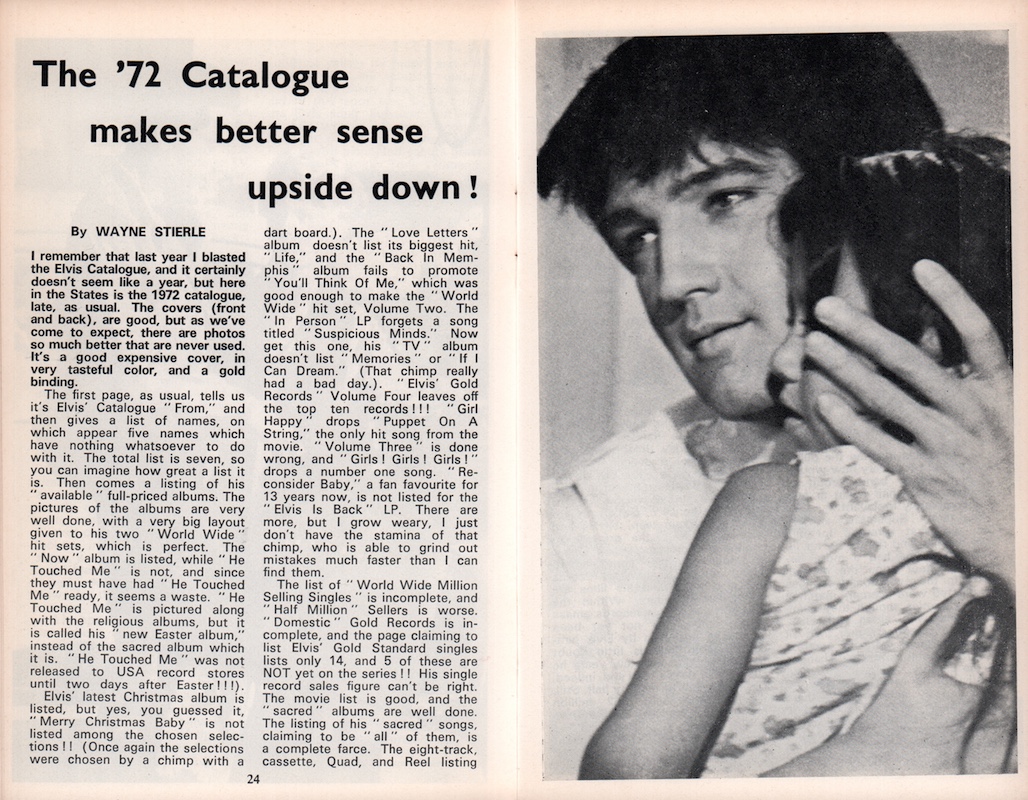 The ’72 Catalogue
makes better sense
upside down !
By WAYNE STIERLE
I remember that last year I blasted
the Elvis Catalogue, and it certainly
doesn’t seem like a year, but here
in the States is the 1972 catalogue,
late, as usual. The covers (front
and back), are good, but as we’ve
come to expect, there are photos
so much better that are never used.
It’s a good expensive cover, in
very tasteful color, and a gold
binding.
The first page, as usual, tells us
it’s Elvis’ Catalogue “From,” and
then gives a list of names, on
which appear five names which
have nothing whatsoever to do
with it. The total list is seven, so
you can imagine how great a list it
is. Then comes a listing of his
“available” full-priced albums. The
pictures of the albums are very
well done, with a very big layout
given to his two “World Wide”
hit sets, which is perfect. The
“Now” album is listed, while “He
Touched Me” is not, and since
they must have had “He Touched
Me” ready, it seems a waste. “He
Touched Me” is pictured along
with the religious albums, but it
is called his “new Easter album,”
instead of the sacred album which
it is. “He Touched Me” was not
released to USA record stores
until two days after Easter!!!).
Elvis’ latest Christmas album is
listed, but yes, you guessed it,
“Merry Christmas Baby” is not
listed among the chosen selec-
tions!! (Once again the selections
were chosen by a chimp with a
dart board.). The “Love Letters”
album doesn’t list its biggest hit,
“Life,” and the “Back In Mem-
phis” album fails to promote
“You’ll Think Of Me,” which was
good enough to make the “World
Wide” hit set, Volume Two. The
“In Person” LP forgets a song
titled “Suspicious Minds.” Now
get this one, his “TV” album
doesn’t list “Memories” or “If I
Can Dream.” (That chimp really
had a bad day.). “Elvis’ Gold
Records” Volume Four leaves off
the top ten records!!! “Girl
Happy” drops “Puppet On A
String,” the only hit song from the
movie. “Volume Three” is done
wrong, and “Girls! Girls! Girls!”
drops a number one song. “Re-
consider Baby,” a fan favourite for
13 years now, is not listed for the
“Elvis Is Back” LP. There are
more, but I grow weary, I just
don’t have the stamina of that
chimp, who is able to grind out
mistakes much faster than I can
find them.
The list of “World Wide Million
Selling Singles” is incomplete, and
“Half Million” Sellers is worse.
“Domestic” Gold Records is in-
complete, and the page claiming to
list Elvis’ Gold Standard singles
lists only 14, and 5 of these are
NOT yet on the series!! His single
record sales figure can’t be right.
The movie list is good, and the
“sacred” albums are well done.
The listing of his “sacred” songs,
claiming to be “all” of them, is
a complete farce. The eight-track,
cassette, Quad, and Reel listing
24